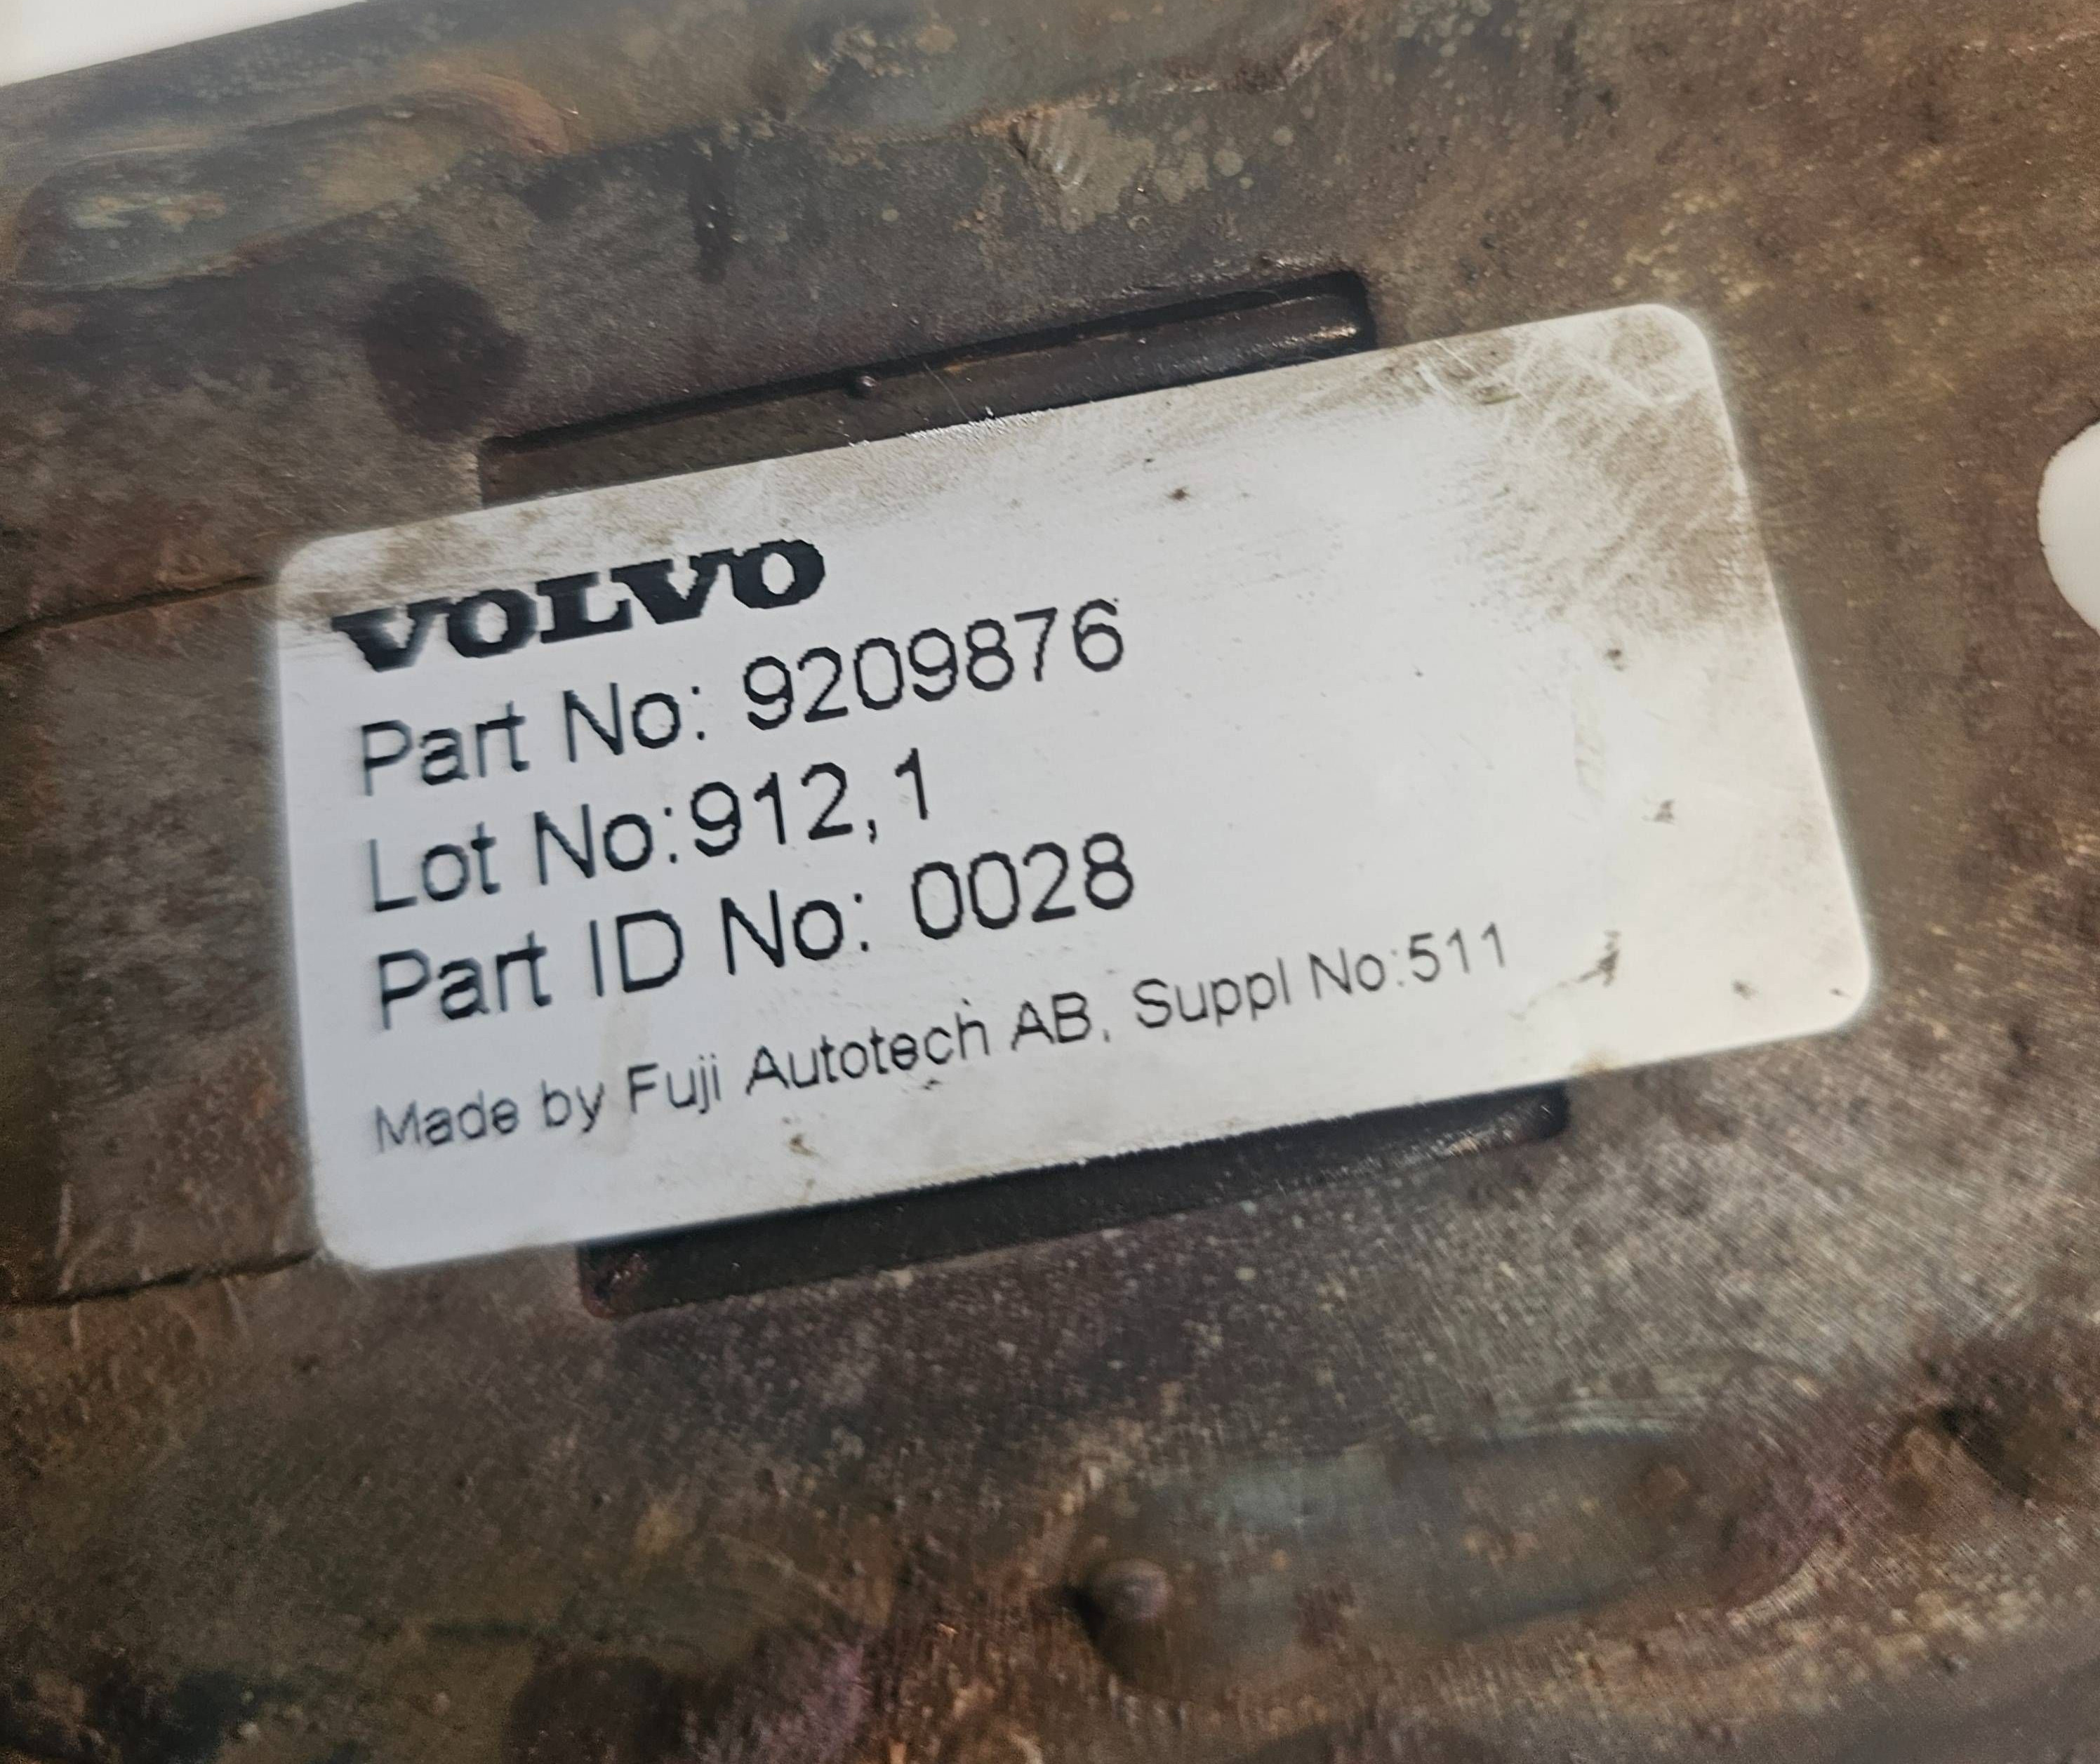 VOLVO
Part No: 9209876
Lot No:912,1
Part ID No: 0028
Made by Fuji Autotech AB, Suppl No:511